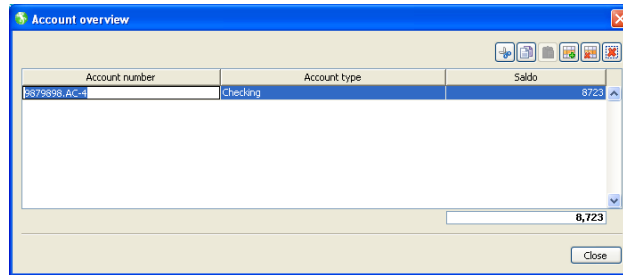 Account overview
Account number Account type Saldo
9879898.AC-4 Checking 8723
8,723
Close